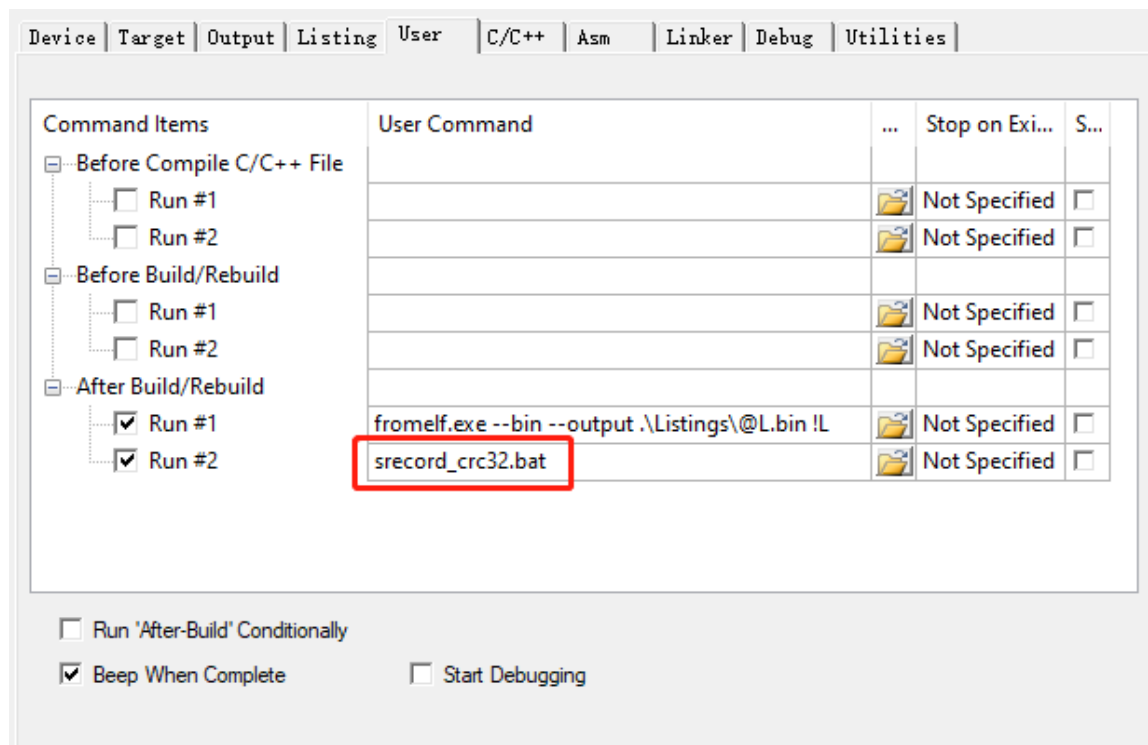 Device Target Output Listing User C/C++ Asm Linker Debug Utilities
Command Items User Command ... Stop on Exi... S...
Before Compile C/C++ File
Run #1 Not Specified
Run #2 Not Specified
Before Build/Rebuild
Run #1 Not Specified
Run #2 Not Specified
After Build/Rebuild
Run #1 fromelf.exe --bin --output .\Listings\@L.bin !L Not Specified
Run #2 srecord_crc32.bat Not Specified
Run 'After-Build' Conditionally
Beep When Complete Start Debugging